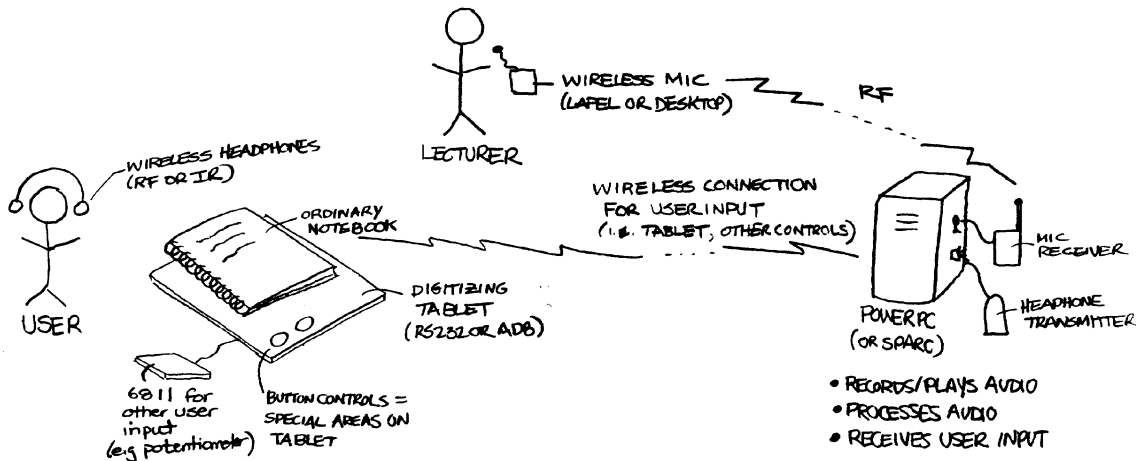 WIRELESS MIC
(LAPEL OR DESKTOP)
RF
LECTURER
WIRELESS HEADPHONES
(RF OR IR)
USER
ORDINARY
NOTEBOOK
WIRELESS CONNECTION
FOR USER INPUT
(i.e. TABLET, OTHER CONTROLS)
DIGITIZING
TABLET
(RS232 OR ADB)
MIC
RECEIVER
HEADPHONE
TRANSMITTER
POWERPC
(OR SPARC)
6811 for
other user
input
(e.g potentiometer)
BUTTON CONTROLS =
SPECIAL AREAS ON
TABLET
• RECORDS/PLAYS AUDIO
• PROCESSES AUDIO
• RECEIVES USER INPUT